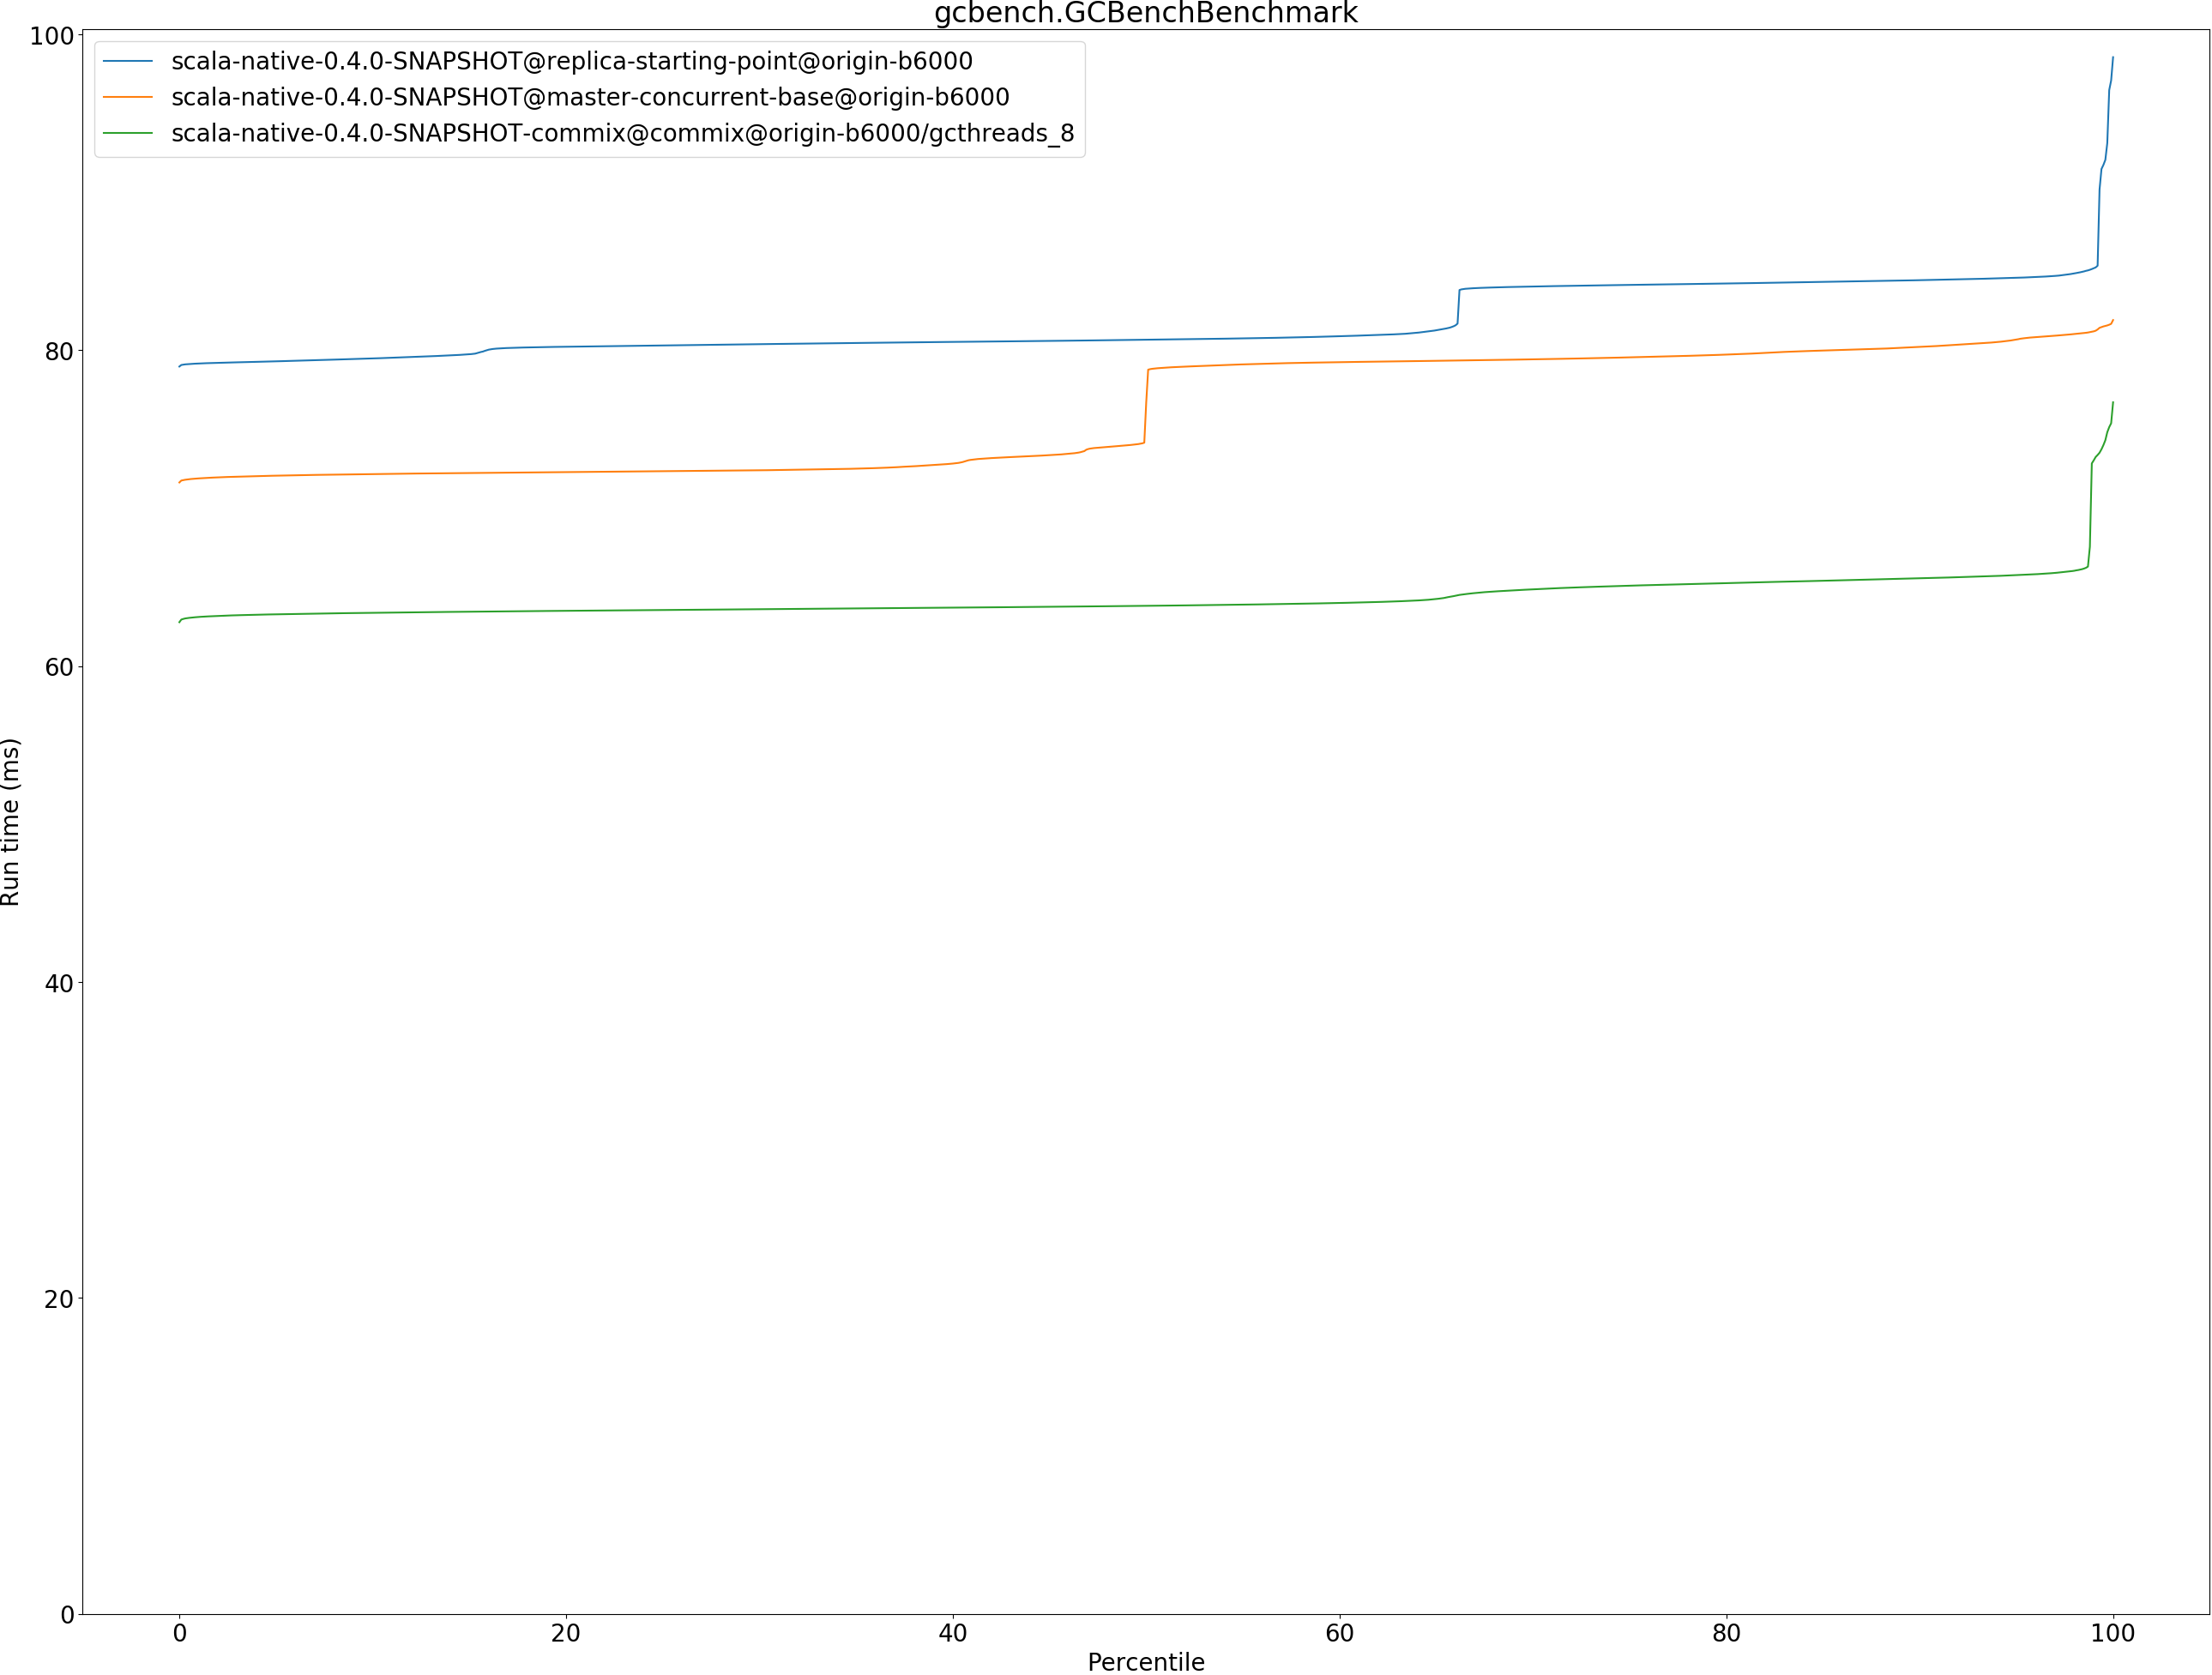 gcbench.GCBenchBenchmark
scala-native-0.4.0-SNAPSHOT@replica-starting-point@origin-b6000
scala-native-0.4.0-SNAPSHOT@master-concurrent-base@origin-b6000
scala-native-0.4.0-SNAPSHOT-commix@commix@origin-b6000/gcthreads_8
100
80
60
40
20
0
Run time (ms)
0 20 40 60 80 100
Percentile